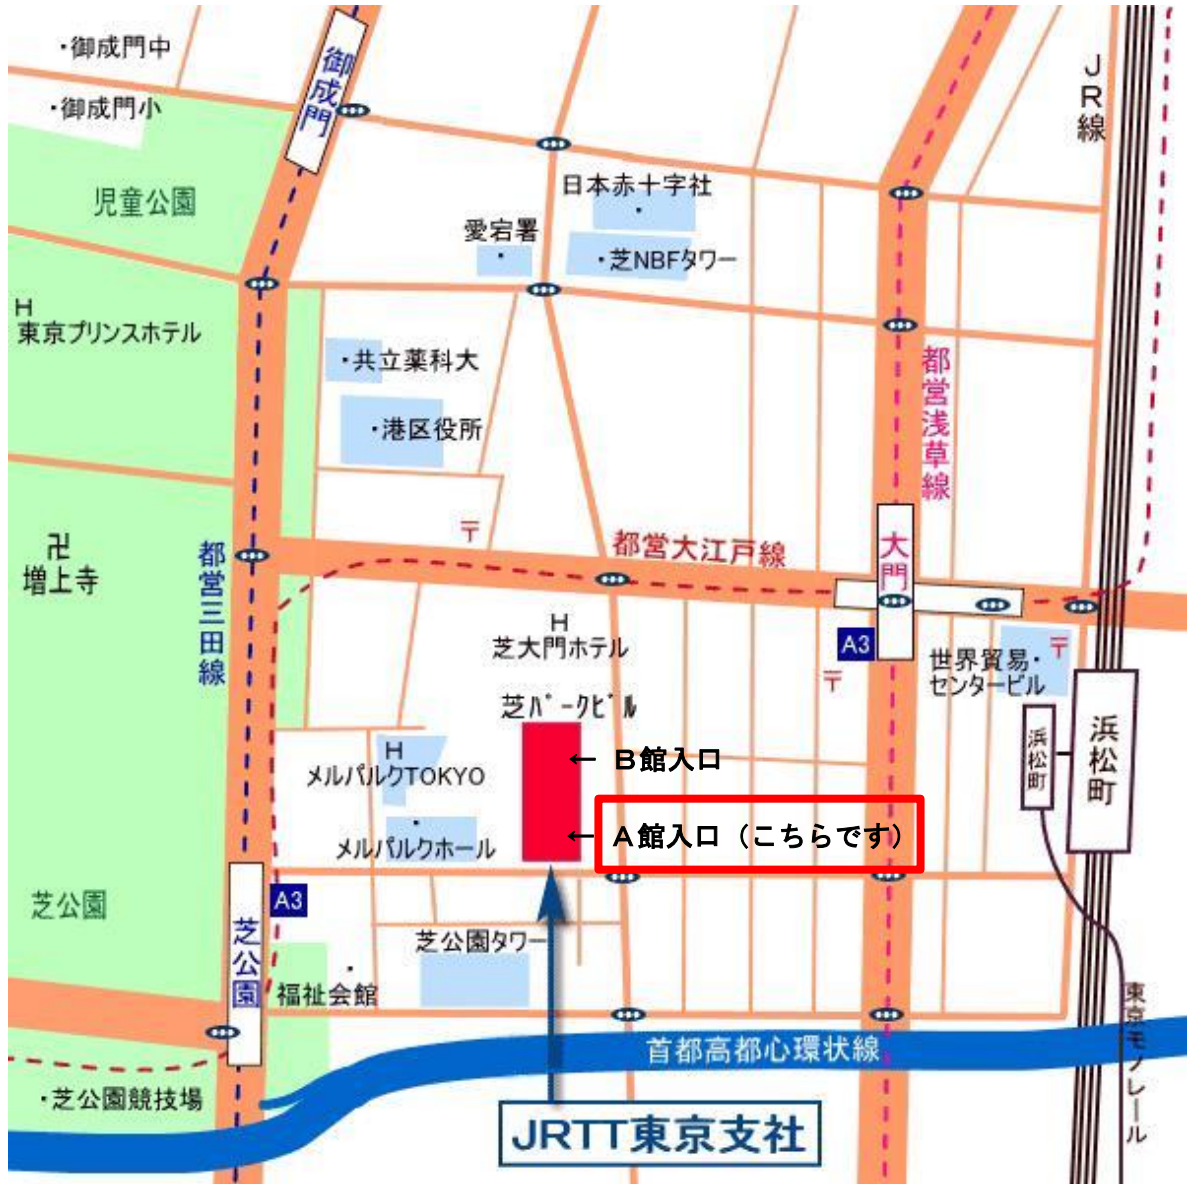 ・御成門中
・御成門小
御成門
児童公園
JR線
日本赤十字社
愛宕署
・芝NBFタワー
H
東京プリンスホテル
・共立薬科大
・港区役所
都営浅草線
〒
都営大江戸線
大門
卍
増上寺
都営三田線
H
芝大門ホテル
A3
〒
世界貿易・
センタービル
〒
芝パークビル
浜松町
浜松町
← B館入口
H
メルパルクTOKYO
← A館入口(こちらです)
メルパルクホール
A3
芝公園
芝公園
芝公園タワー
福祉会館
東京モノレール
首都高都心環状線
・芝公園競技場
JRTT東京支社